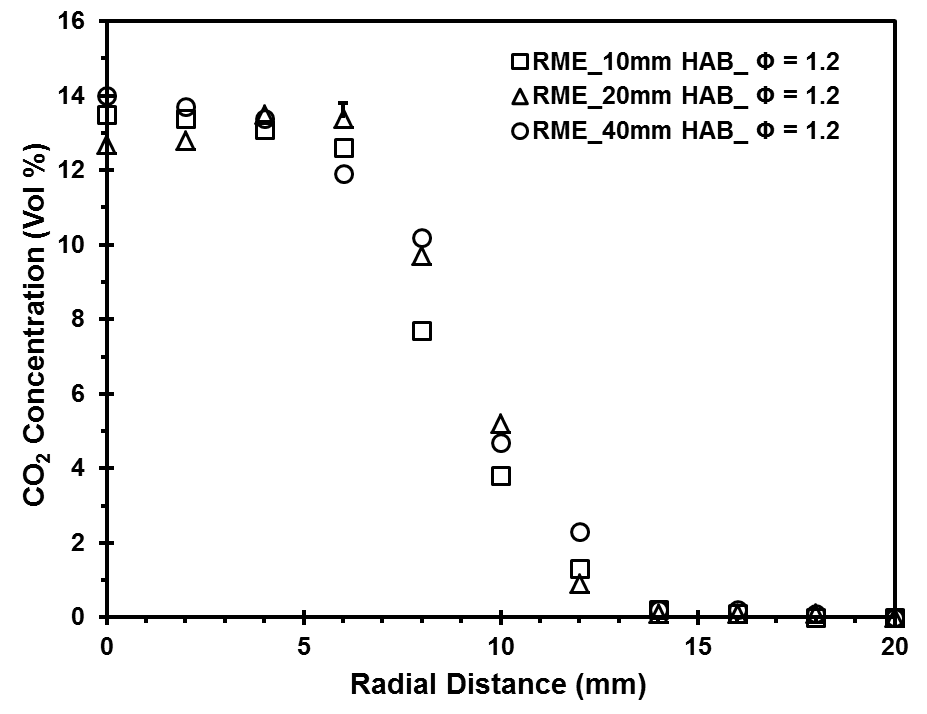 16
14
12
10
8
6
4
2
0
CO₂ Concentration (Vol %)
RME_10mm HAB_ Φ = 1.2
RME_20mm HAB_ Φ = 1.2
RME_40mm HAB_ Φ = 1.2
0 5 10 15 20
Radial Distance (mm)